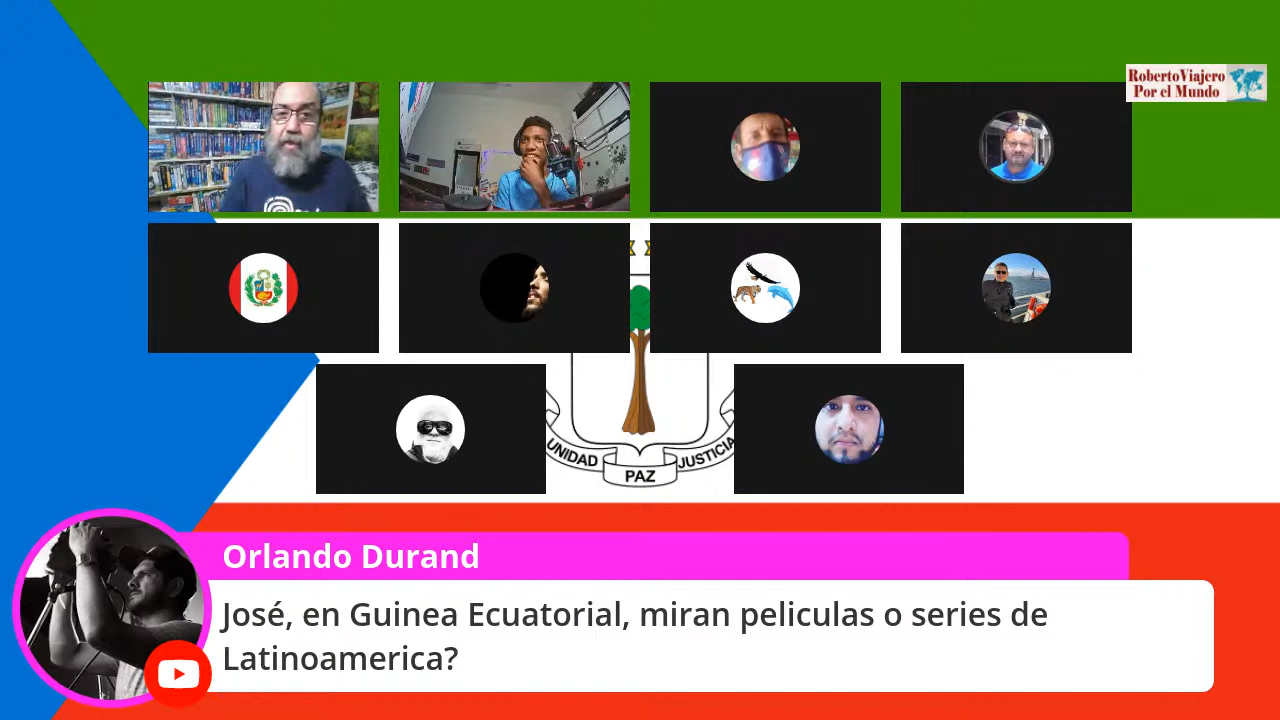 RobertoViajero
Por el Mundo
UNIDAD PAZ JUSTICIA
Orlando Durand
José, en Guinea Ecuatorial, miran peliculas o series de
Latinoamerica?